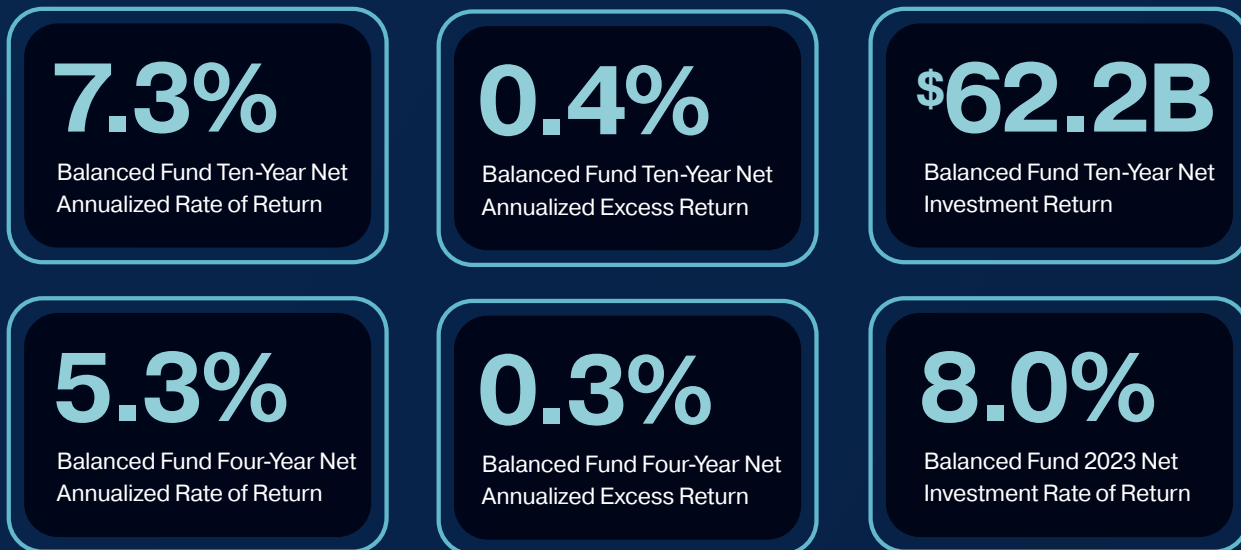 7.3%
Balanced Fund Ten-Year Net
Annualized Rate of Return
0.4%
Balanced Fund Ten-Year Net
Annualized Excess Return
$62.2B
Balanced Fund Ten-Year Net
Investment Return
5.3%
Balanced Fund Four-Year Net
Annualized Rate of Return
0.3%
Balanced Fund Four-Year Net
Annualized Excess Return
8.0%
Balanced Fund 2023 Net
Investment Rate of Return